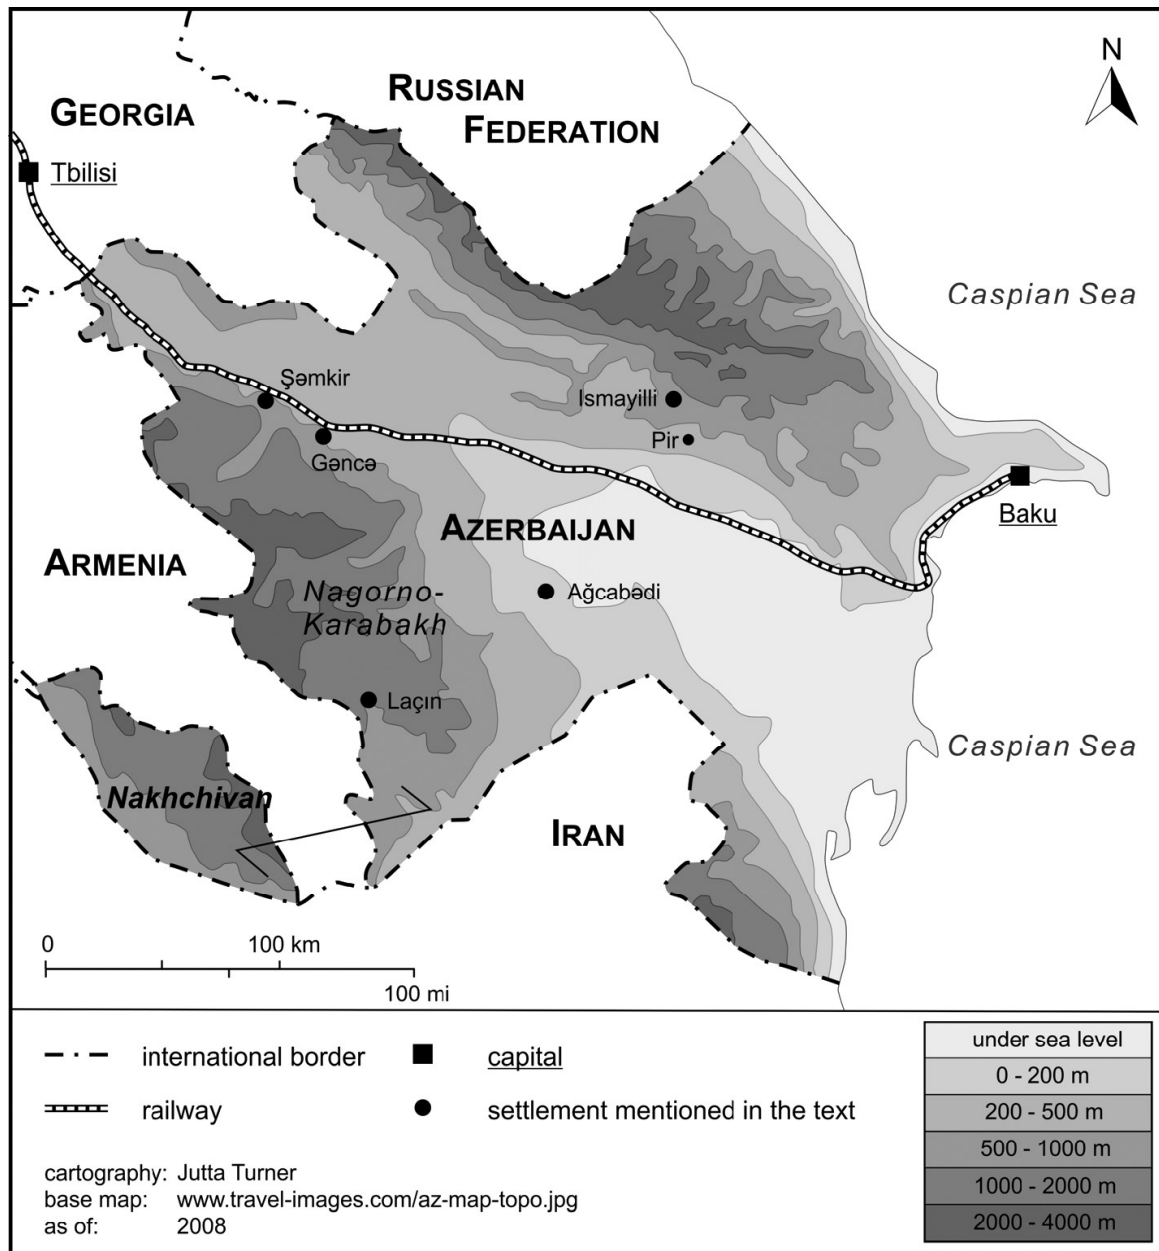 N
RUSSIAN
FEDERATION
GEORGIA
Tbilisi
Caspian Sea
Şəmkir
Ismayilli
Gəncə
Pir
Baku
AZERBAIJAN
ARMENIA
Nagorno-
Karabakh
Ağcabədi
Laçın
Caspian Sea
Nakhchivan
IRAN
0 100 km
100 mi
international border
capital
railway
settlement mentioned in the text
under sea level
0 - 200 m
200 - 500 m
500 - 1000 m
1000 - 2000 m
2000 - 4000 m
cartography: Jutta Turner
base map: www.travel-images.com/az-map-topo.jpg
as of: 2008